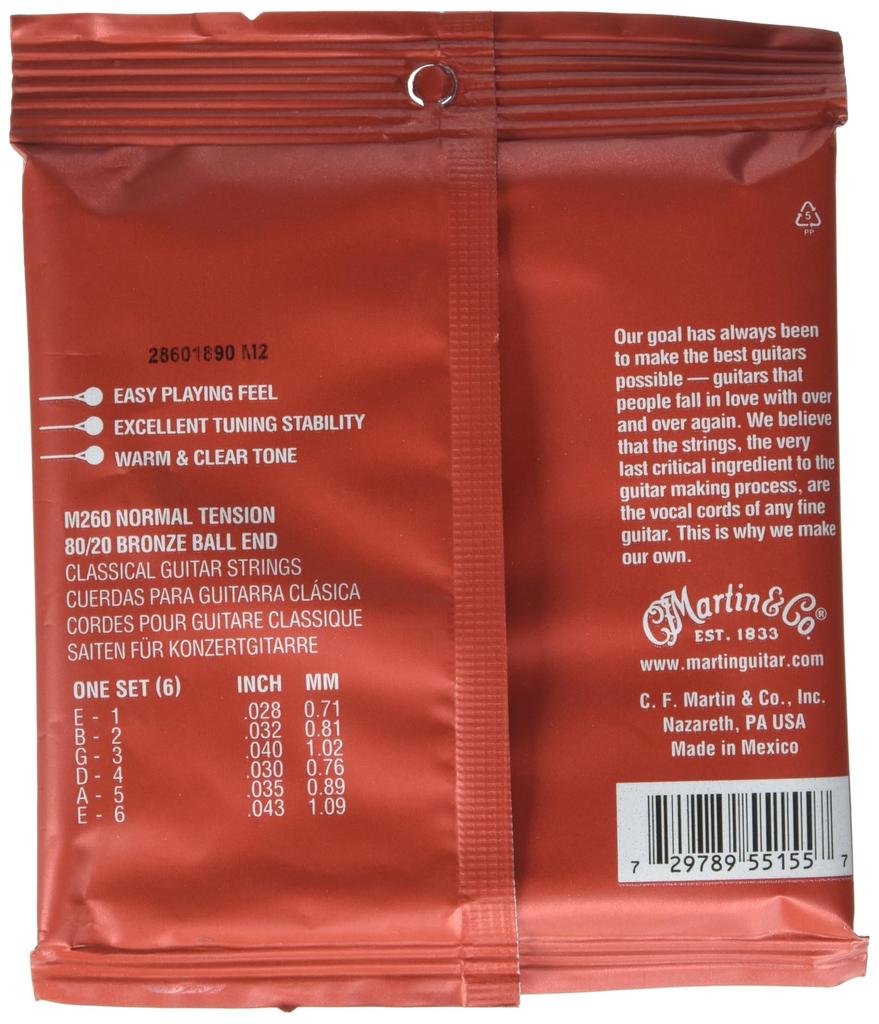 28601890 M2
EASY PLAYING FEEL
EXCELLENT TUNING STABILITY
WARM & CLEAR TONE
M260 NORMAL TENSION
80/20 BRONZE BALL END
CLASSICAL GUITAR STRINGS
CUERDAS PARA GUITARRA CLÁSICA
CORDES POUR GUITARE CLASSIQUE
SAITEN FÜR KONZERTGITARRE
ONE SET (6) INCH MM
E - 1 .028 0.71
B - 2 .032 0.81
G - 3 .040 1.02
D - 4 .030 0.76
A - 5 .035 0.89
E - 6 .043 1.09
5
PP
Our goal has always been
to make the best guitars
possible — guitars that
people fall in love with over
and over again. We believe
that the strings, the very
last critical ingredient to the
guitar making process, are
the vocal cords of any fine
guitar. This is why we make
our own.
CF Martin & Co.®
EST. 1833
www.martinguitar.com
C. F. Martin & Co., Inc.
Nazareth, PA USA
Made in Mexico
7 29789 55155 7